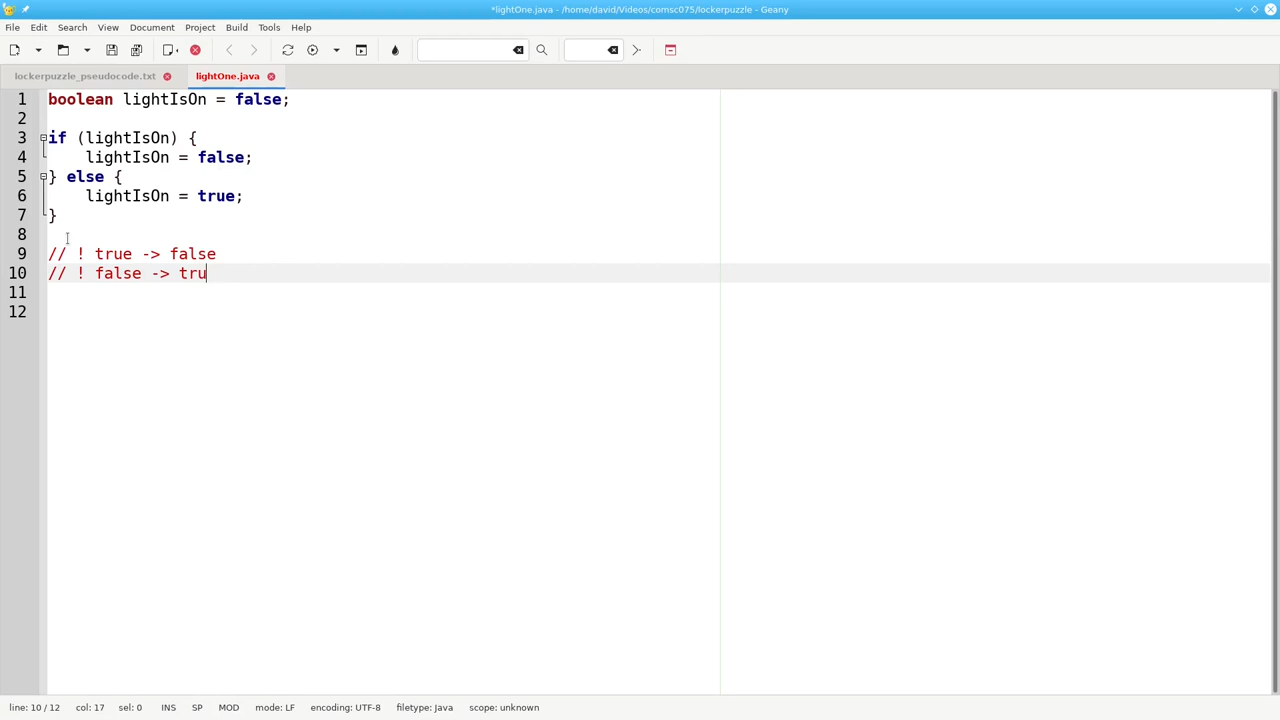 *lightOne.java - /home/david/Videos/comsc075/lockerpuzzle - Geany
File Edit Search View Document Project Build Tools Help
lockerpuzzle_pseudocode.txt lightOne.java
1 boolean lightIsOn = false;
2
3 if (lightIsOn) {
4     lightIsOn = false;
5 } else {
6     lightIsOn = true;
7 }
8
9 // ! true -> false
10 // ! false -> tru
11
12
line: 10 / 12 col: 17 sel: 0 INS SP MOD mode: LF encoding: UTF-8 filetype: Java scope: unknown